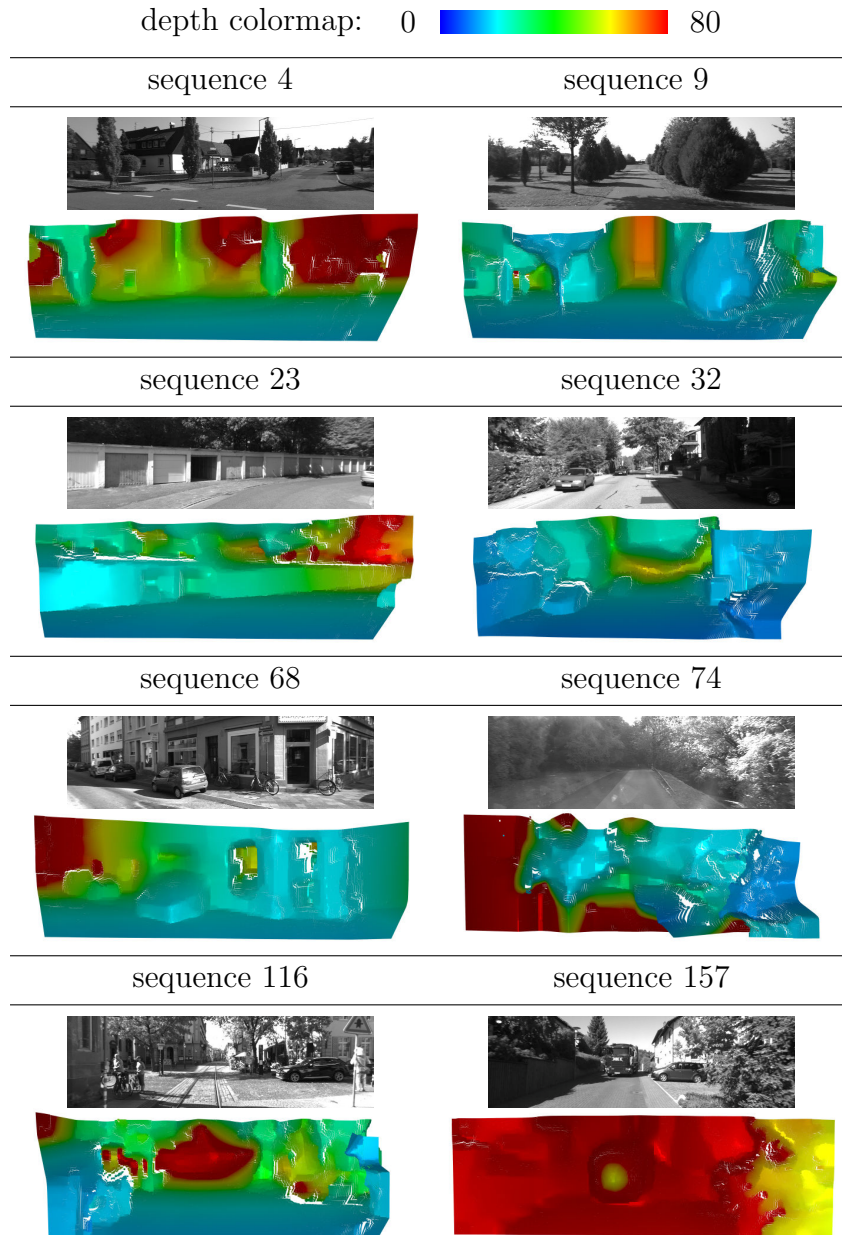 depth colormap: 0 80
sequence 4 sequence 9
sequence 23 sequence 32
sequence 68 sequence 74
sequence 116 sequence 157